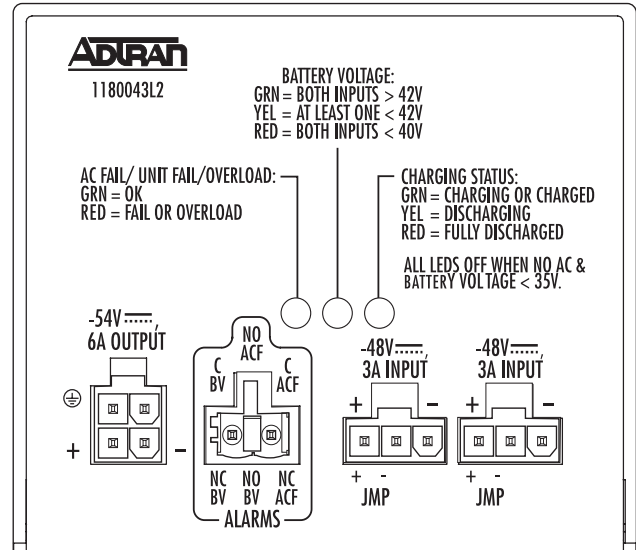 ADTRAN
1180043L2
BATTERY VOLTAGE:
GRN = BOTH INPUTS > 42V
YEL = AT LEAST ONE < 42V
RED = BOTH INPUTS < 40V
AC FAIL/ UNIT FAIL/OVERLOAD:
GRN = OK
RED = FAIL OR OVERLOAD
CHARGING STATUS:
GRN = CHARGING OR CHARGED
YEL = DISCHARGING
RED = FULLY DISCHARGED
ALL LEDS OFF WHEN NO AC &
BATTERY VOLTAGE < 35V.
-54V ⎓,
6A OUTPUT
+ -
NO
ACF
C
BV
C
ACF
NC
BV
NO
BV
NC
ACF
ALARMS
-48V ⎓,
3A INPUT
+ -
+ -
JMP
-48V ⎓,
3A INPUT
+ -
+ -
JMP